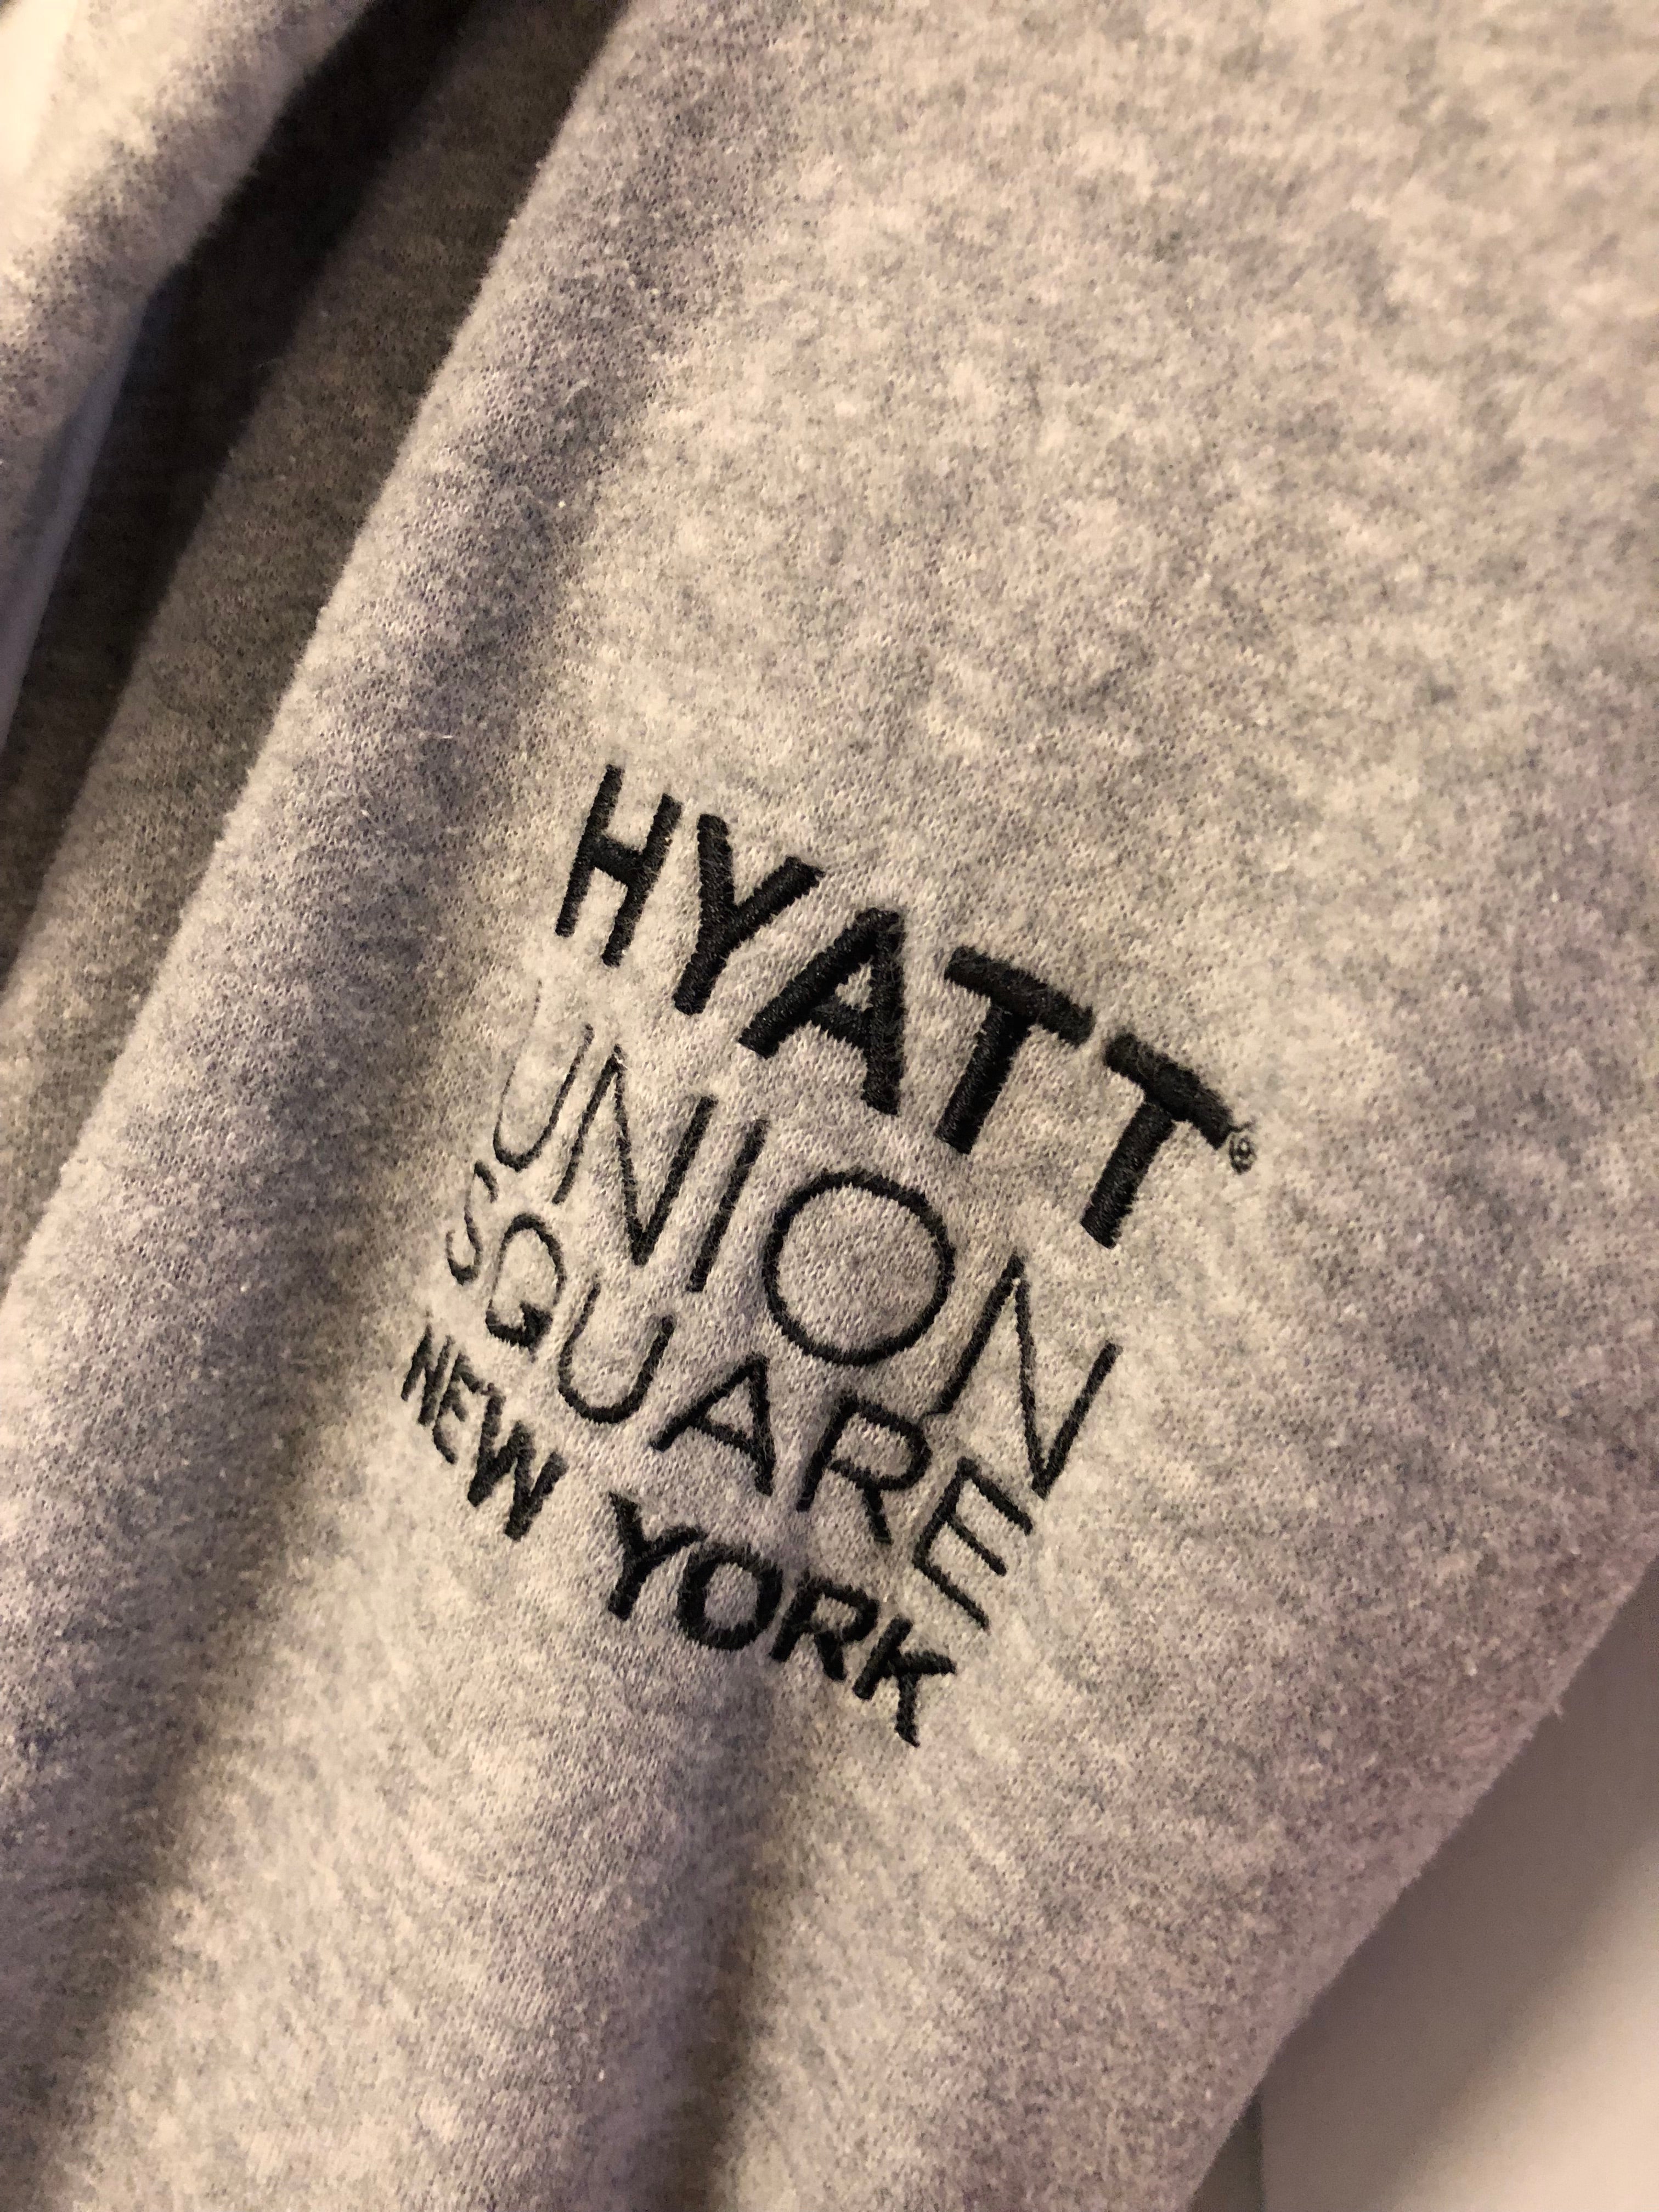 HYATT®
UNION
SQUARE
NEW YORK